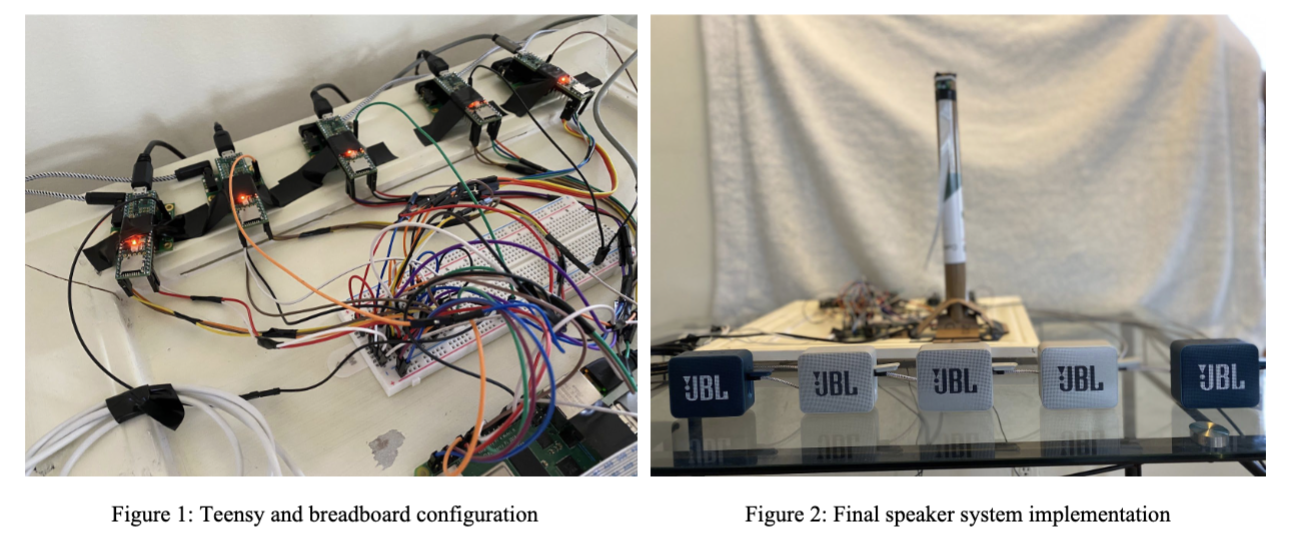 JBL
JBL
JBL
JBL
JBL
Figure 1: Teensy and breadboard configuration
Figure 2: Final speaker system implementation